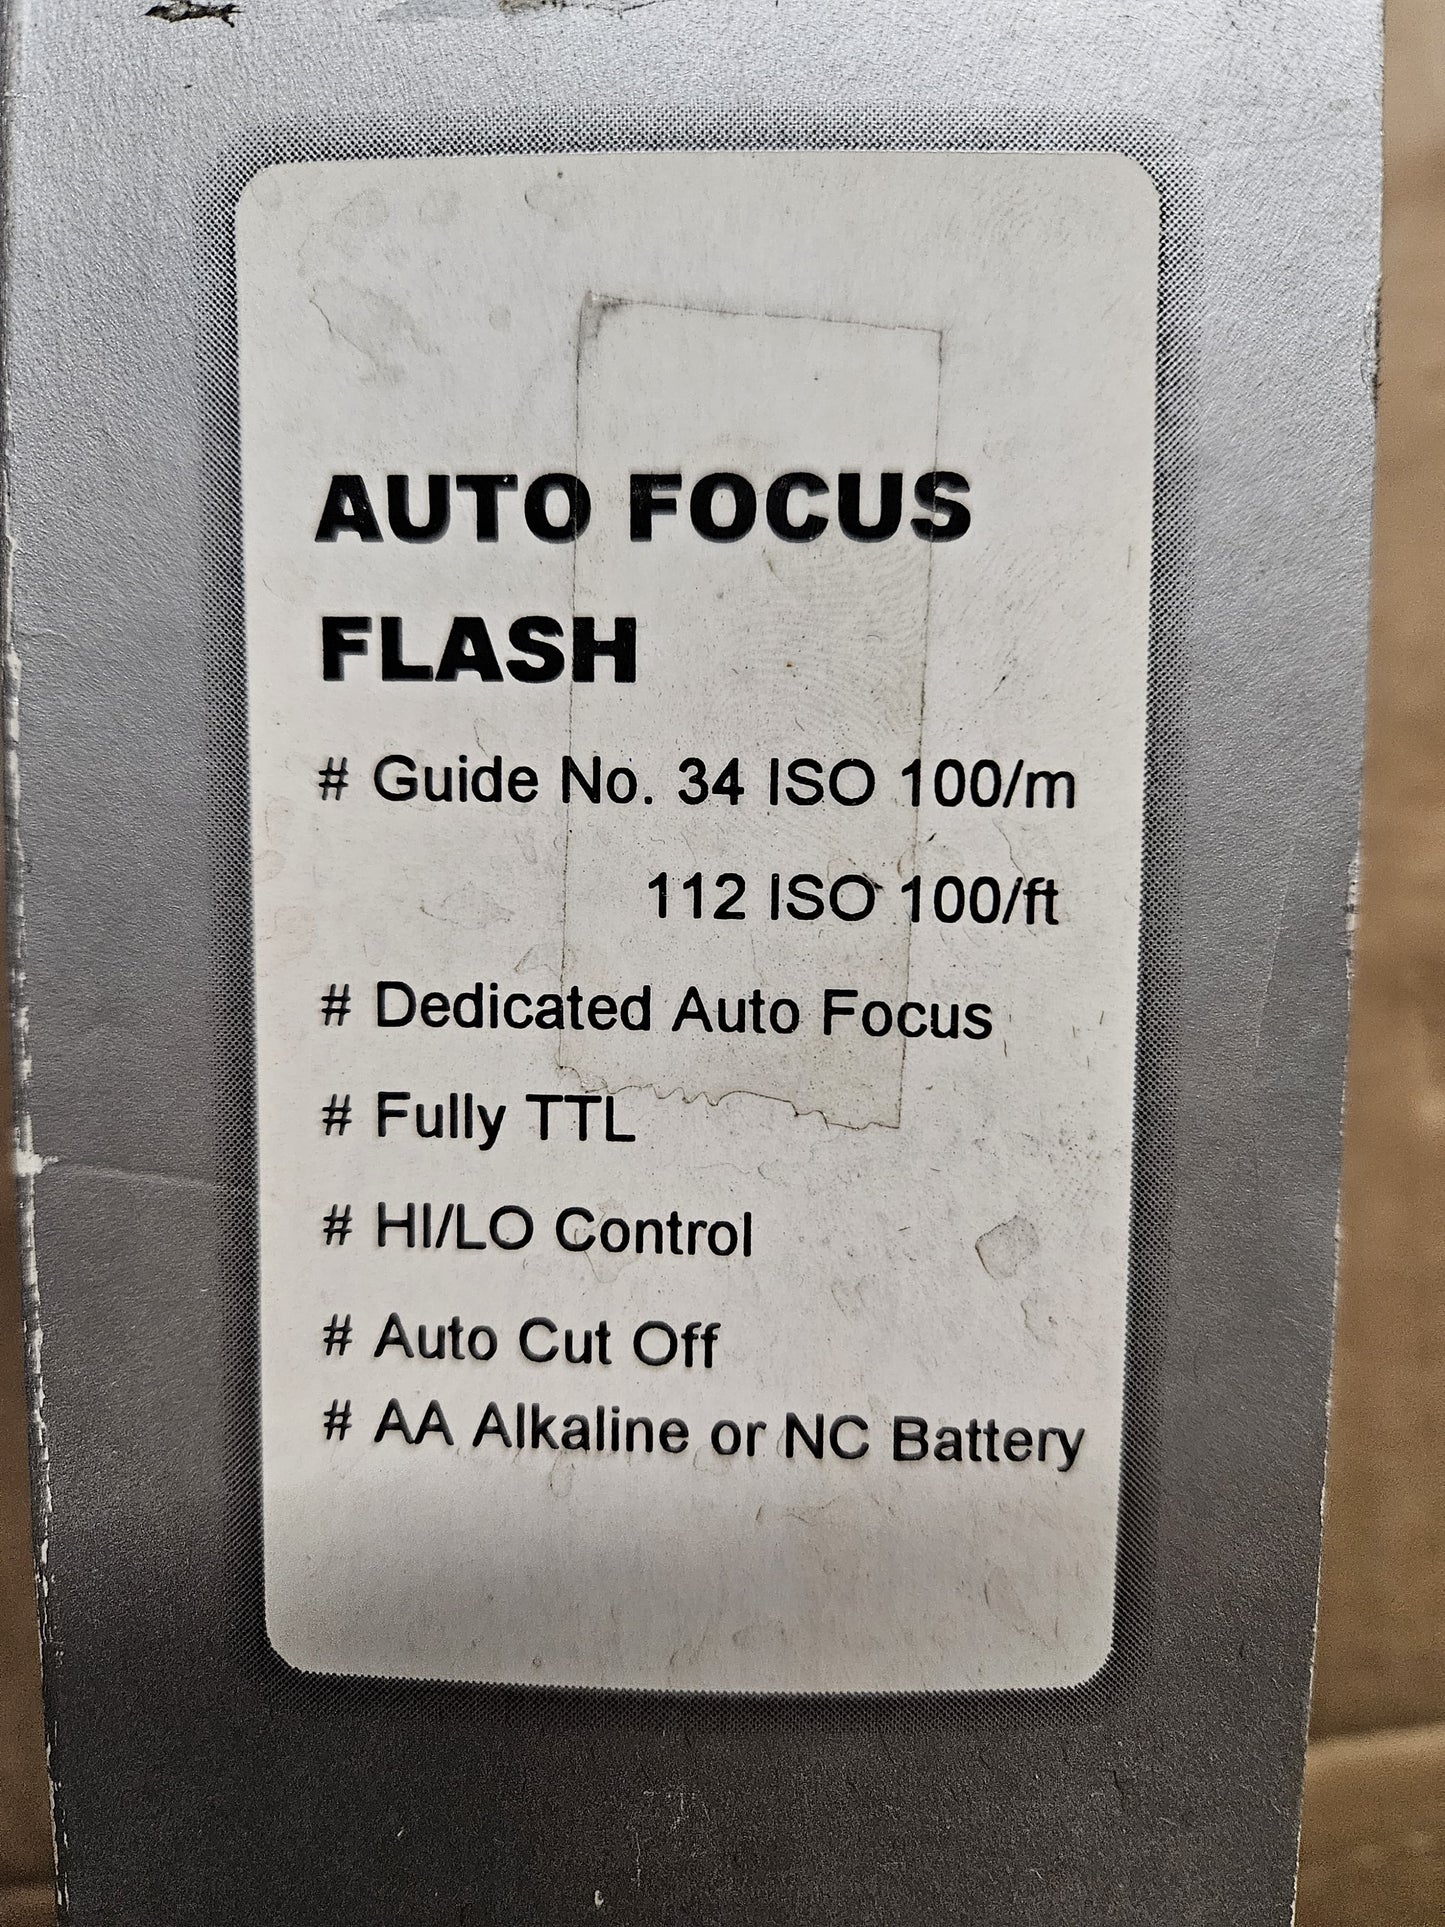 AUTO FOCUS
FLASH
# Guide No. 34 ISO 100/m
112 ISO 100/ft
# Dedicated Auto Focus
# Fully TTL
# HI/LO Control
# Auto Cut Off
# AA Alkaline or NC Battery